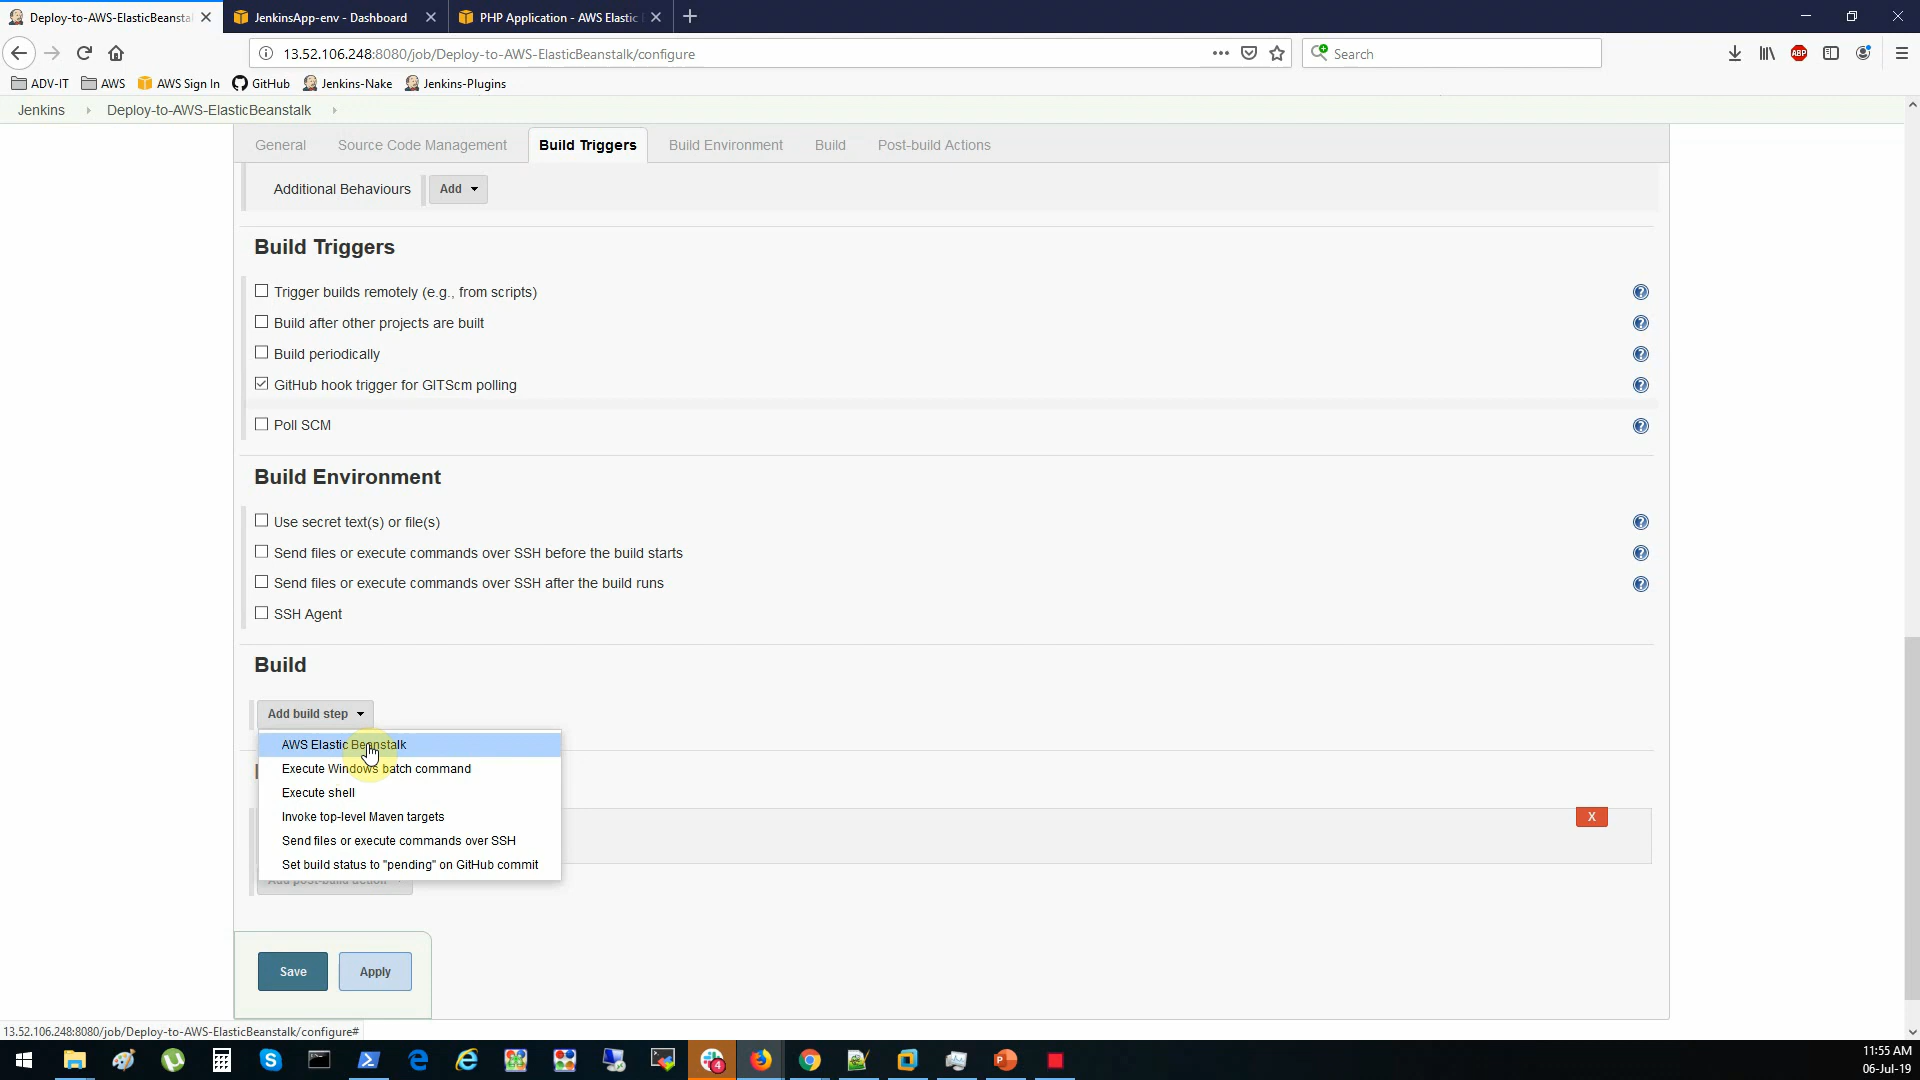 Deploy-to-AWS-ElasticBeansta
JenkinsApp-env - Dashboard
PHP Application - AWS Elastic
13.52.106.248:8080/job/Deploy-to-AWS-ElasticBeanstalk/configure
Search
ADV-IT
AWS
AWS Sign In
GitHub
Jenkins-Nake
Jenkins-Plugins
Jenkins
Deploy-to-AWS-ElasticBeanstalk
General
Source Code Management
Build Triggers
Build Environment
Build
Post-build Actions
Additional Behaviours
Add
Build Triggers
Trigger builds remotely (e.g., from scripts)
Build after other projects are built
Build periodically
GitHub hook trigger for GITScm polling
Poll SCM
Build Environment
Use secret text(s) or file(s)
Send files or execute commands over SSH before the build starts
Send files or execute commands over SSH after the build runs
SSH Agent
Build
Add build step
AWS Elastic Beanstalk
Execute Windows batch command
Execute shell
Invoke top-level Maven targets
X
Send files or execute commands over SSH
Set build status to "pending" on GitHub commit
Add post-build action
Save
Apply
13.52.106.248:8080/job/Deploy-to-AWS-ElasticBeanstalk/configure#
4
11:55 AM
06-Jul-19